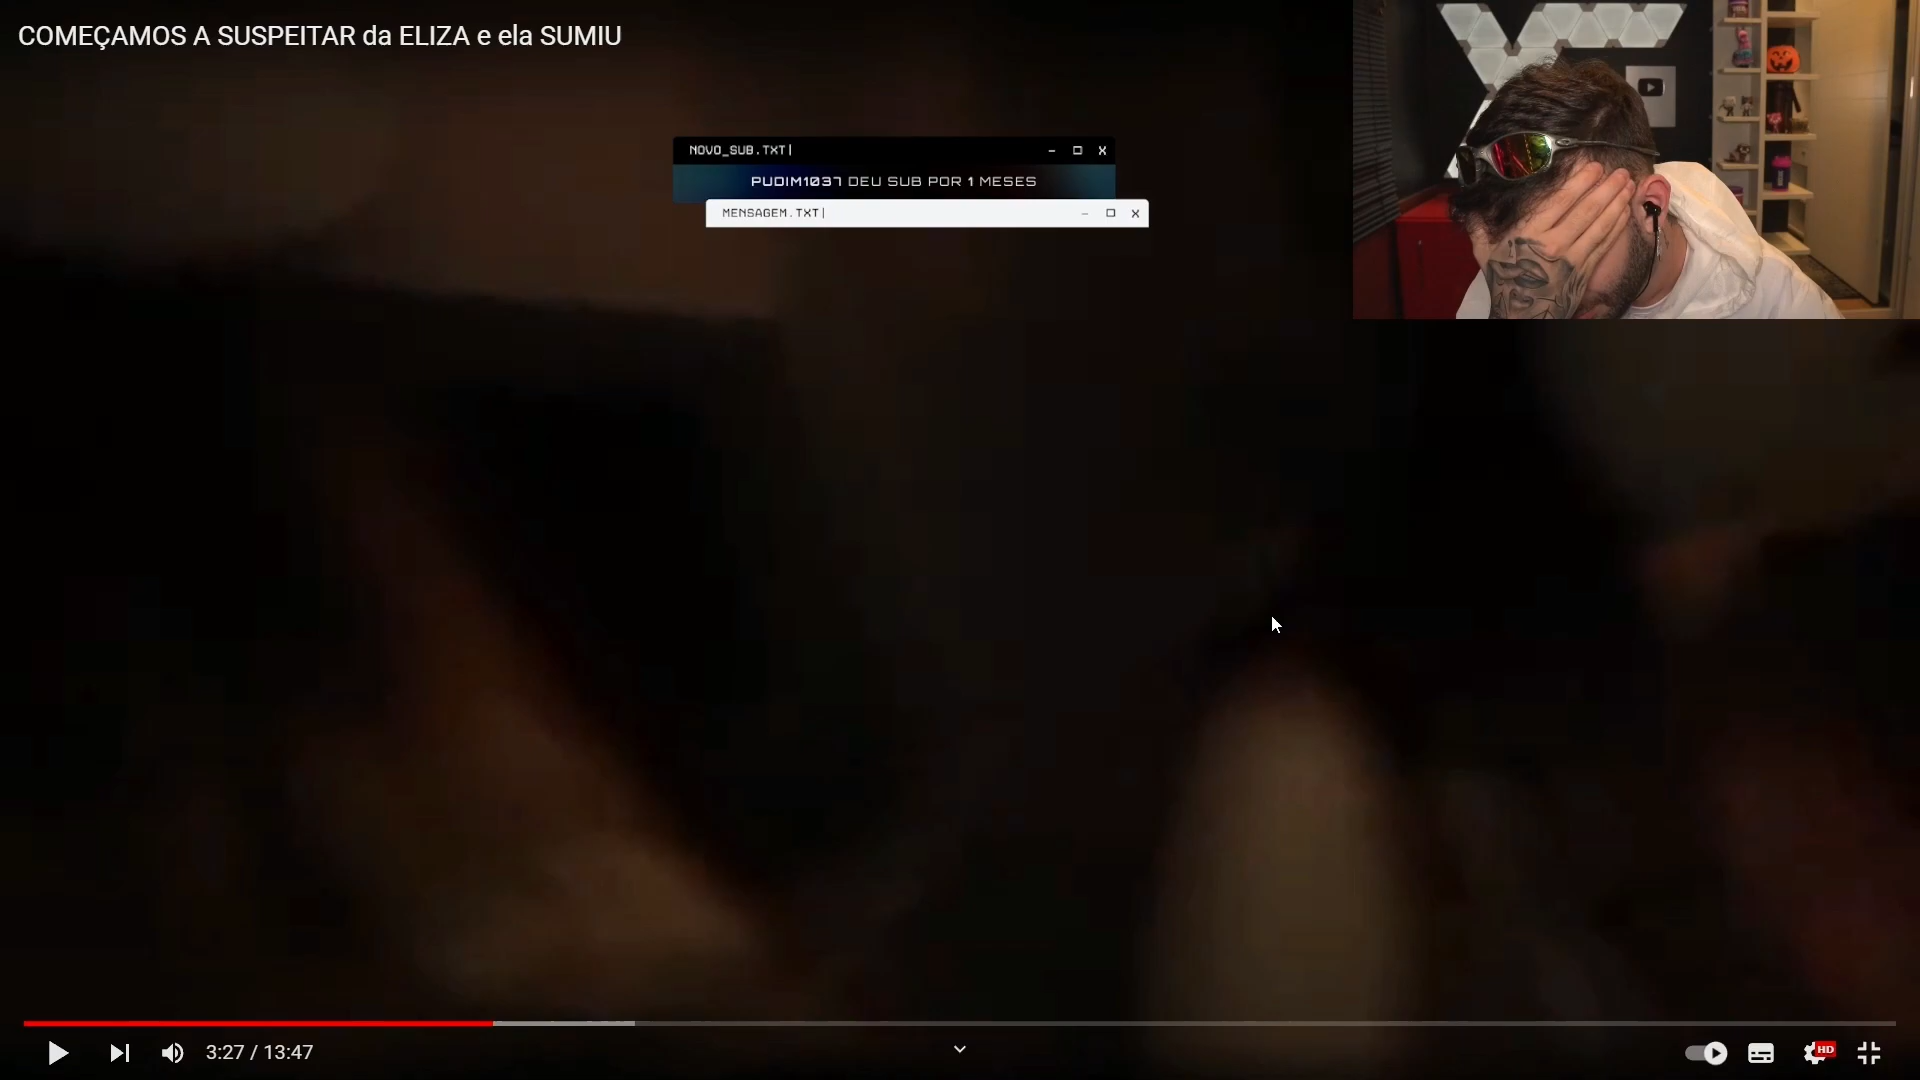 COMEÇAMOS A SUSPEITAR da ELIZA e ela SUMIU
NOVO_SUB.TXT|
PUDIM1037 DEU SUB POR 1 MESES
MENSAGEM.TXT|
3:27 / 13:47
HD